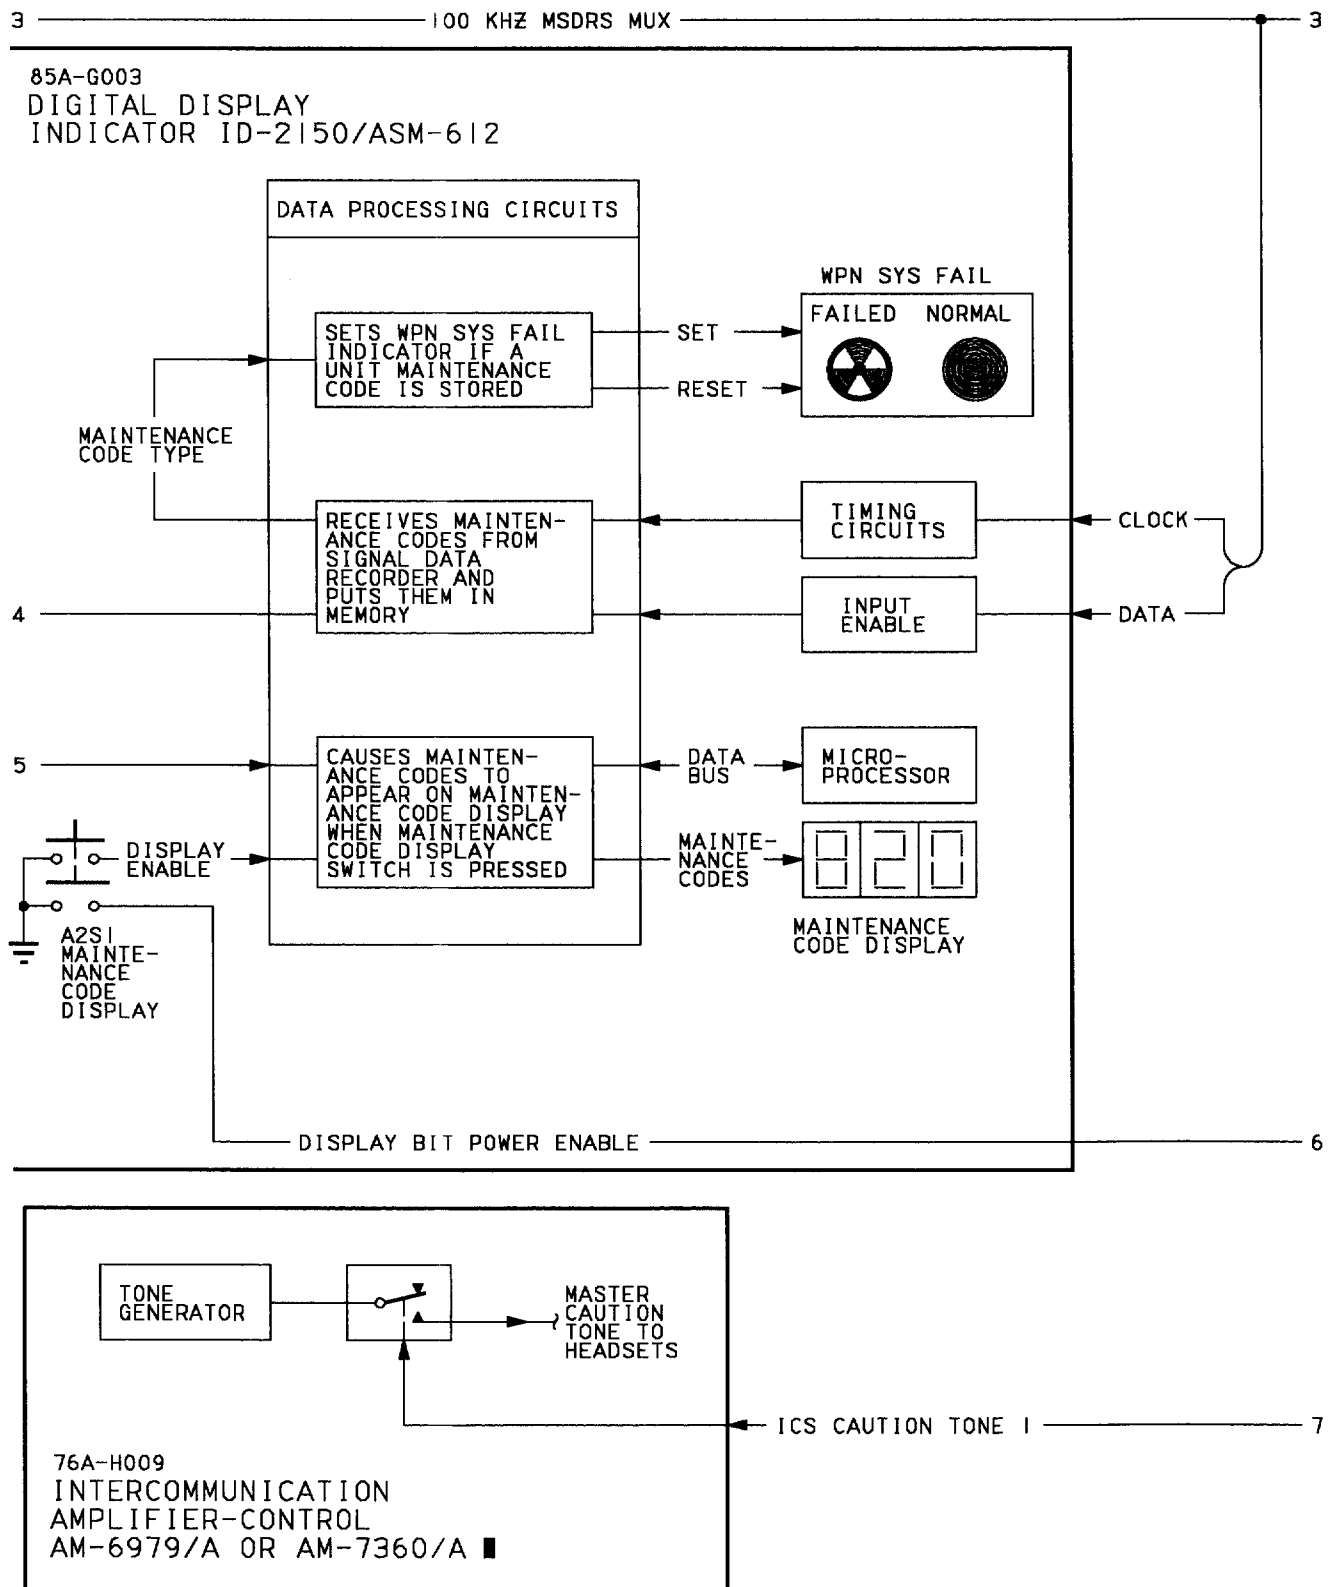 3 100 KHZ MSDRS MUX 3
85A-G003
DIGITAL DISPLAY
INDICATOR ID-2150/ASM-612
DATA PROCESSING CIRCUITS
WPN SYS FAIL
FAILED NORMAL
SETS WPN SYS FAIL
INDICATOR IF A
UNIT MAINTENANCE
CODE IS STORED
SET
RESET
MAINTENANCE
CODE TYPE
RECEIVES MAINTEN-
ANCE CODES FROM
SIGNAL DATA
RECORDER AND
PUTS THEM IN
MEMORY
TIMING
CIRCUITS
CLOCK
INPUT
ENABLE
DATA
4
5
CAUSES MAINTEN-
ANCE CODES TO
APPEAR ON MAINTEN-
ANCE CODE DISPLAY
WHEN MAINTENANCE
CODE DISPLAY
SWITCH IS PRESSED
DATA
BUS
MICRO-
PROCESSOR
DISPLAY
ENABLE
MAINTE-
NANCE
CODES
820
MAINTENANCE
CODE DISPLAY
A2S1
MAINTE-
NANCE
CODE
DISPLAY
DISPLAY BIT POWER ENABLE 6
TONE
GENERATOR
MASTER
CAUTION
TONE TO
HEADSETS
ICS CAUTION TONE 1 7
76A-H009
INTERCOMMUNICATION
AMPLIFIER-CONTROL
AM-6979/A OR AM-7360/A